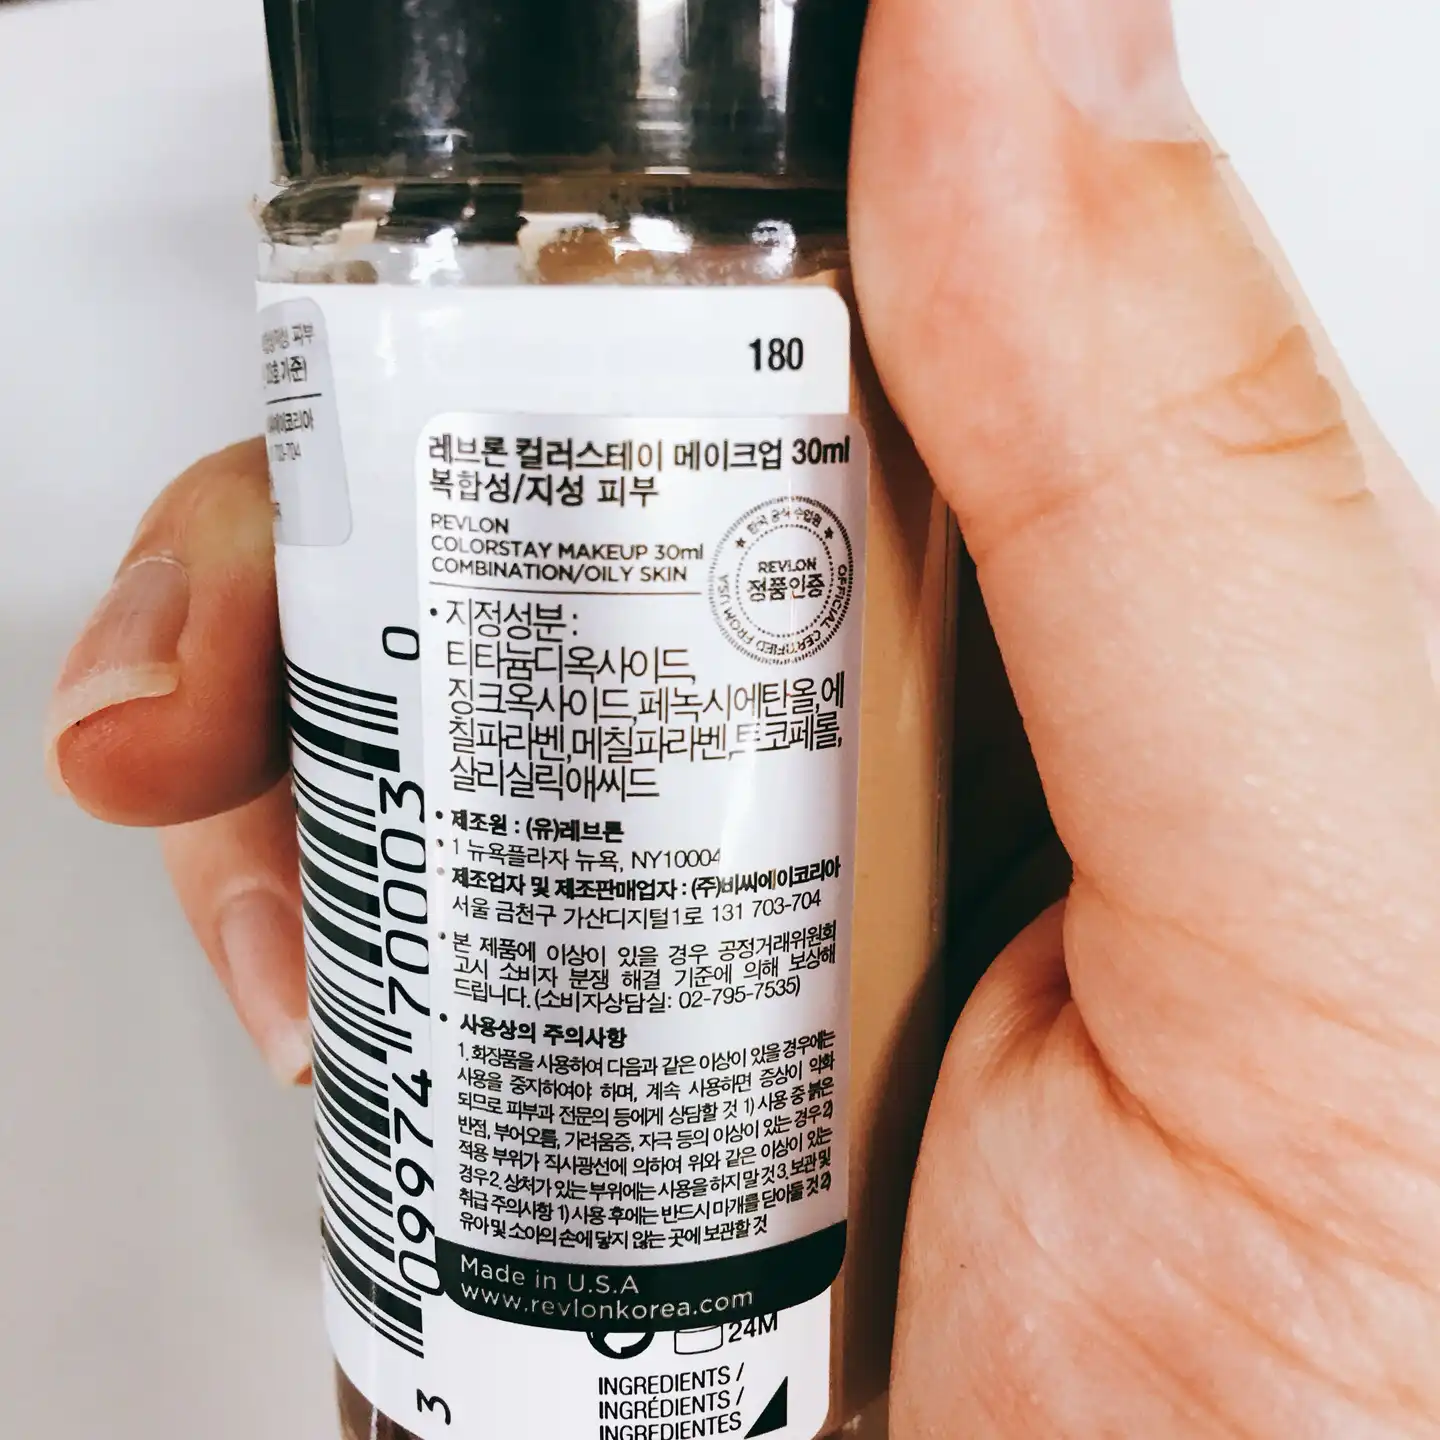 180
레브론 컬러스테이 메이크업 30ml
복합성/지성 피부
REVLON
COLORSTAY MAKEUP 30ml
COMBINATION/OILY SKIN
한국 공식 수입원
REVLON
정품인증
OFFICIAL CERTIFIED FROM USA
• 지정성분 :
티타늄디옥사이드,
징크옥사이드,페녹시에탄올,에
칠파라벤,메칠파라벤,토코페롤,
살리실릭애씨드
• 제조원 : (유)레브론
• 1 뉴욕플라자 뉴욕, NY10004
• 제조업자 및 제조판매업자 : (주)비씨에이코리아
서울 금천구 가산디지털1로 131 703-704
• 본 제품에 이상이 있을 경우 공정거래위원회
고시 소비자 분쟁 해결 기준에 의해 보상해
드립니다. (소비자상담실: 02-795-7535)
• 사용상의 주의사항
1. 화장품을 사용하여 다음과 같은 이상이 있을 경우에는
사용을 중지하여야 하며, 계속 사용하면 증상이 악화
되므로 피부과 전문의 등에게 상담할 것 1) 사용 중 붉은
반점, 부어오름, 가려움증, 자극 등의 이상이 있는 경우 2)
적용 부위가 직사광선에 의하여 위와 같은 이상이 있는
경우 2. 상처가 있는 부위에는 사용을 하지 말 것 3. 보관 및
취급 주의사항 1) 사용 후에는 반드시 마개를 닫아둘 것 2)
유아 및 소아의 손에 닿지 않는 곳에 보관할 것
Made in U.S.A
www.revlonkorea.com
24M
INGREDIENTS /
INGRÉDIENTS /
INGREDIENTES
피부
기준)
코리아
-704
0
09974 70003
3